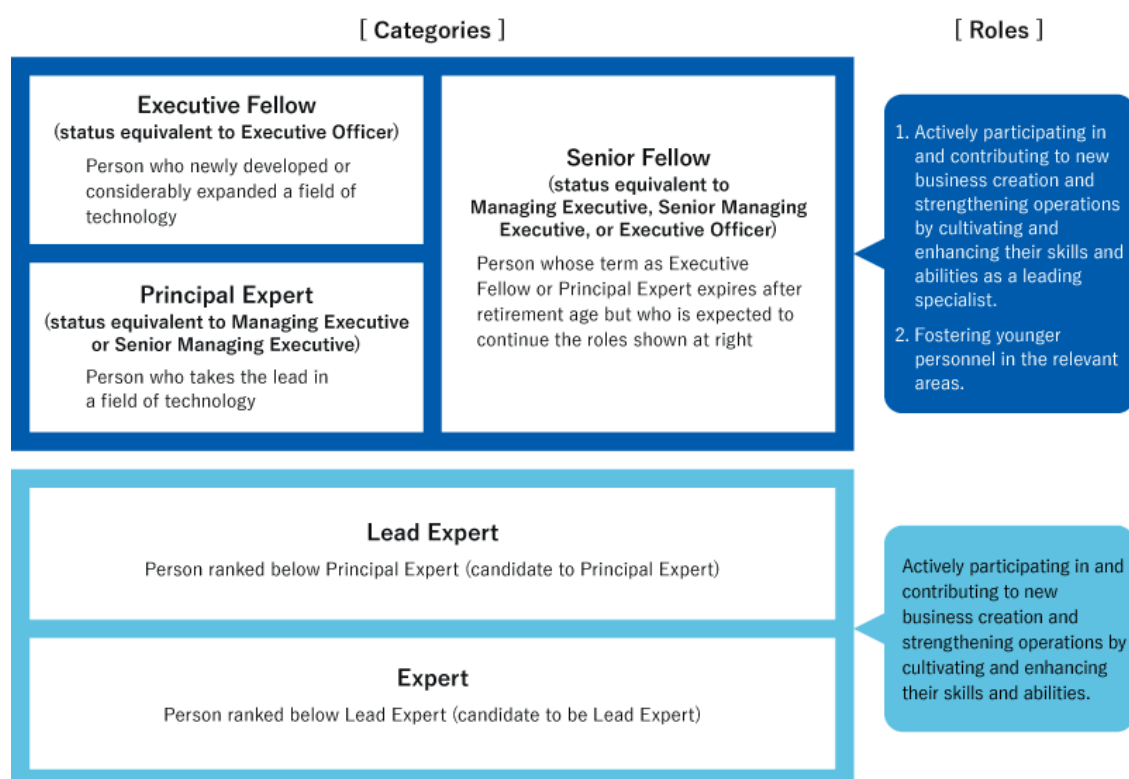 [ Categories ]
[ Roles ]
Executive Fellow
(status equivalent to Executive Officer)
Person who newly developed or
considerably expanded a field of
technology
Principal Expert
(status equivalent to Managing Executive
or Senior Managing Executive)
Person who takes the lead in
a field of technology
Senior Fellow
(status equivalent to
Managing Executive, Senior Managing
Executive, or Executive Officer)
Person whose term as Executive
Fellow or Principal Expert expires after
retirement age but who is expected to
continue the roles shown at right
1. Actively participating in
and contributing to new
business creation and
strengthening operations
by cultivating and
enhancing their skills and
abilities as a leading
specialist.
2. Fostering younger
personnel in the relevant
areas.
Lead Expert
Person ranked below Principal Expert (candidate to Principal Expert)
Expert
Person ranked below Lead Expert (candidate to be Lead Expert)
Actively participating in and
contributing to new
business creation and
strengthening operations by
cultivating and enhancing
their skills and abilities.